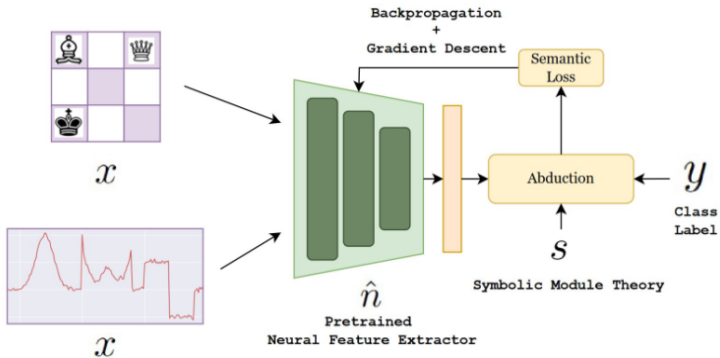 Backpropagation
+
Gradient Descent
Semantic
Loss
x
Abduction
y
Class
Label
s
Symbolic Module Theory
n̂
Pretrained
Neural Feature Extractor
x